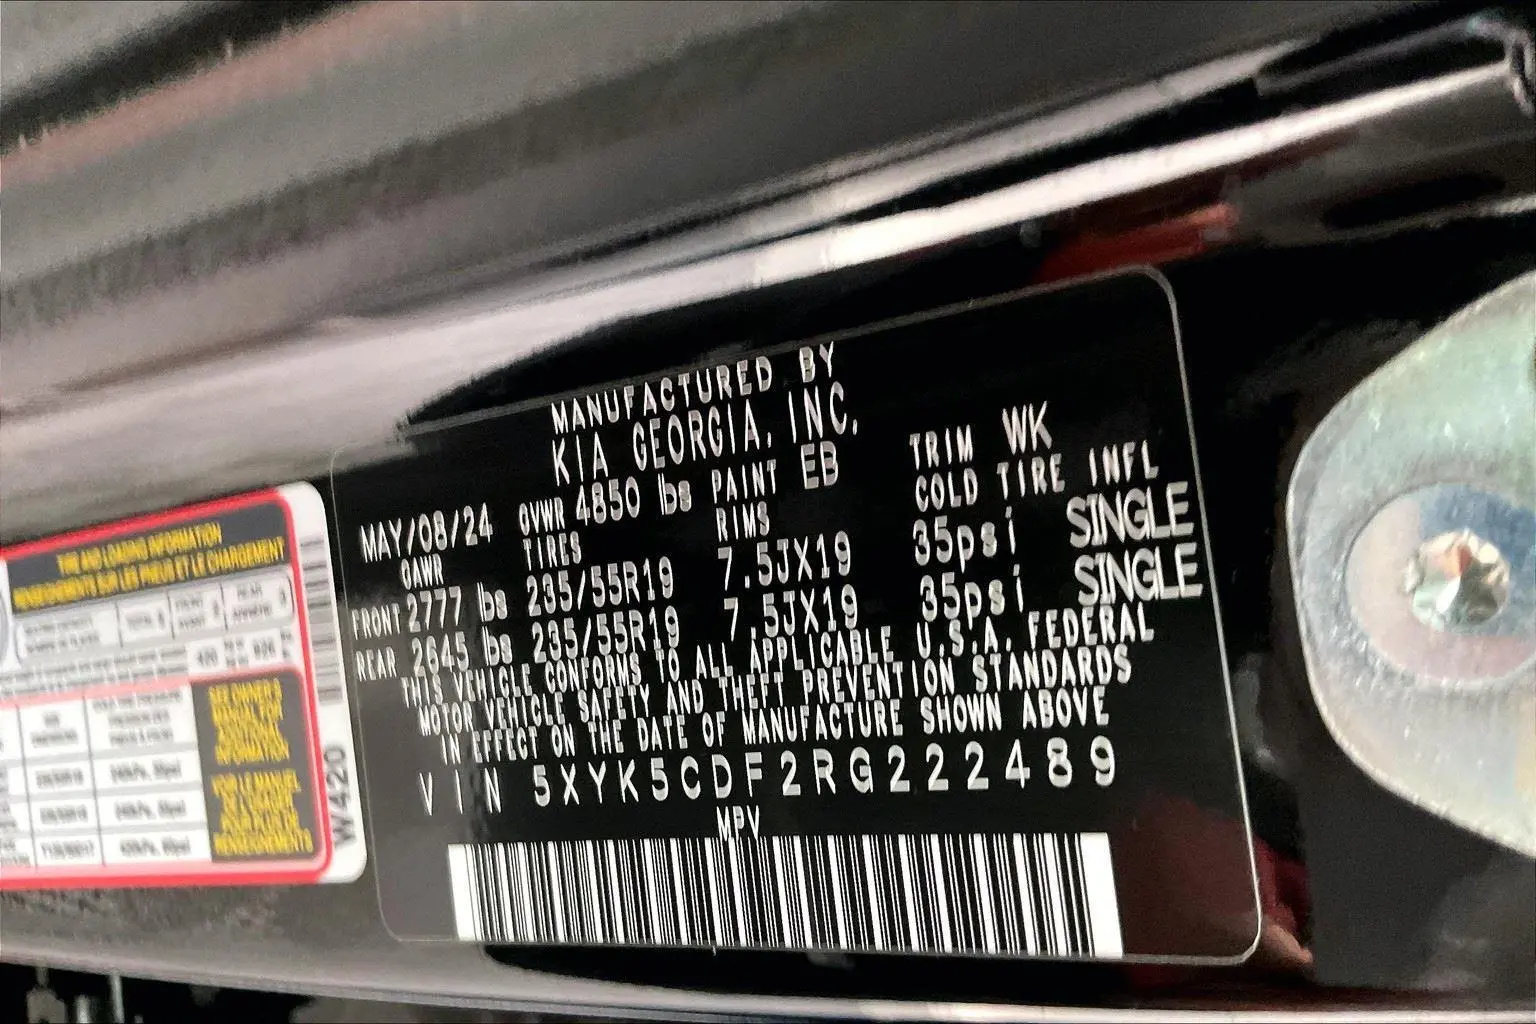 MANUFACTURED BY
KIA GEORGIA, INC.
MAY/08/24 GVWR 4850 lbs PAINT EB TRIM WK
GAWR TIRES RIMS COLD TIRE INFL
FRONT 2777 lbs 235/55R19 7.5JX19 35psi SINGLE
REAR 2645 lbs 235/55R19 7.5JX19 35psi SINGLE
THIS VEHICLE CONFORMS TO ALL APPLICABLE U.S.A. FEDERAL
MOTOR VEHICLE SAFETY AND THEFT PREVENTION STANDARDS
IN EFFECT ON THE DATE OF MANUFACTURE SHOWN ABOVE
VIN 5XYK5CDF2RG222489
MPV
TIRE AND LOADING INFORMATION
RENSEIGNEMENTS SUR LES PNEUS ET LE CHARGEMENT
SEE OWNER'S
MANUAL FOR
ADDITIONAL
INFORMATION
VOIR LE MANUEL
DE L'USAGER
POUR PLUS DE
RENSEIGNEMENTS
W420